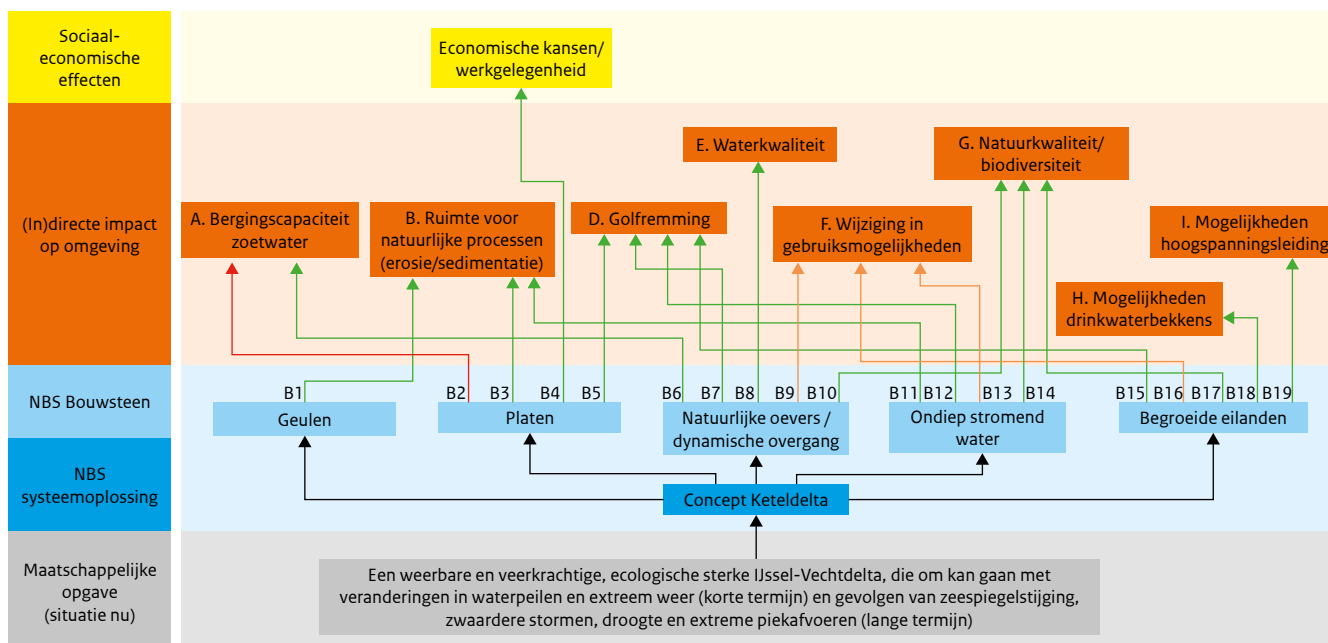 Sociaal-
economische
effecten
Economische kansen/
werkgelegenheid
(In)directe impact
op omgeving
A. Bergingscapaciteit
zoetwater
B. Ruimte voor
natuurlijke processen
(erosie/sedimentatie)
D. Golfremming
E. Waterkwaliteit
F. Wijziging in
gebruiksmogelijkheden
G. Natuurkwaliteit/
biodiversiteit
H. Mogelijkheden
drinkwaterbekkens
I. Mogelijkheden
hoogspanningsleiding
NBS Bouwsteen
B1
B2
B3
B4
B5
B6
B7
B8
B9
B10
B11
B12
B13
B14
B15
B16
B17
B18
B19
Geulen
Platen
Natuurlijke oevers /
dynamische overgang
Ondiep stromend
water
Begroeide eilanden
NBS
systeemoplossing
Concept Keteldelta
Maatschappelijke
opgave
(situatie nu)
Een weerbare en veerkrachtige, ecologische sterke IJssel-Vechtdelta, die om kan gaan met
veranderingen in waterpeilen en extreem weer (korte termijn) en gevolgen van zeespiegelstijging,
zwaardere stormen, droogte en extreme piekafvoeren (lange termijn)